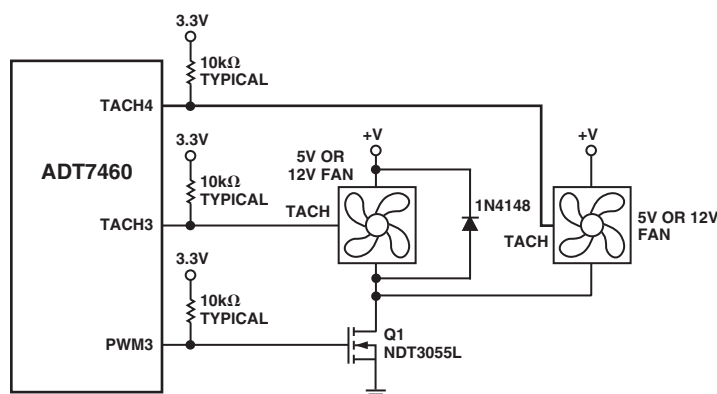 3.3V
10kΩ
TYPICAL
TACH4
3.3V
+V
+V
ADT7460
5V OR
12V FAN
10kΩ
TYPICAL
1N4148
TACH
5V OR 12V
FAN
TACH3
TACH
3.3V
10kΩ
TYPICAL
Q1
NDT3055L
PWM3